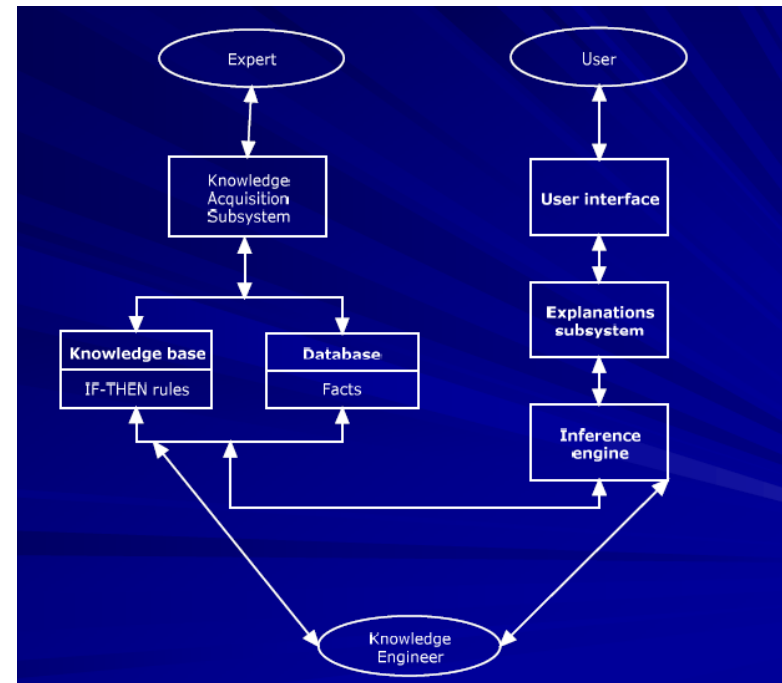 Expert
User
Knowledge
Acquisition
Subsystem
User interface
Explanations
subsystem
Knowledge base
IF-THEN rules
Database
Facts
Inference
engine
Knowledge
Engineer